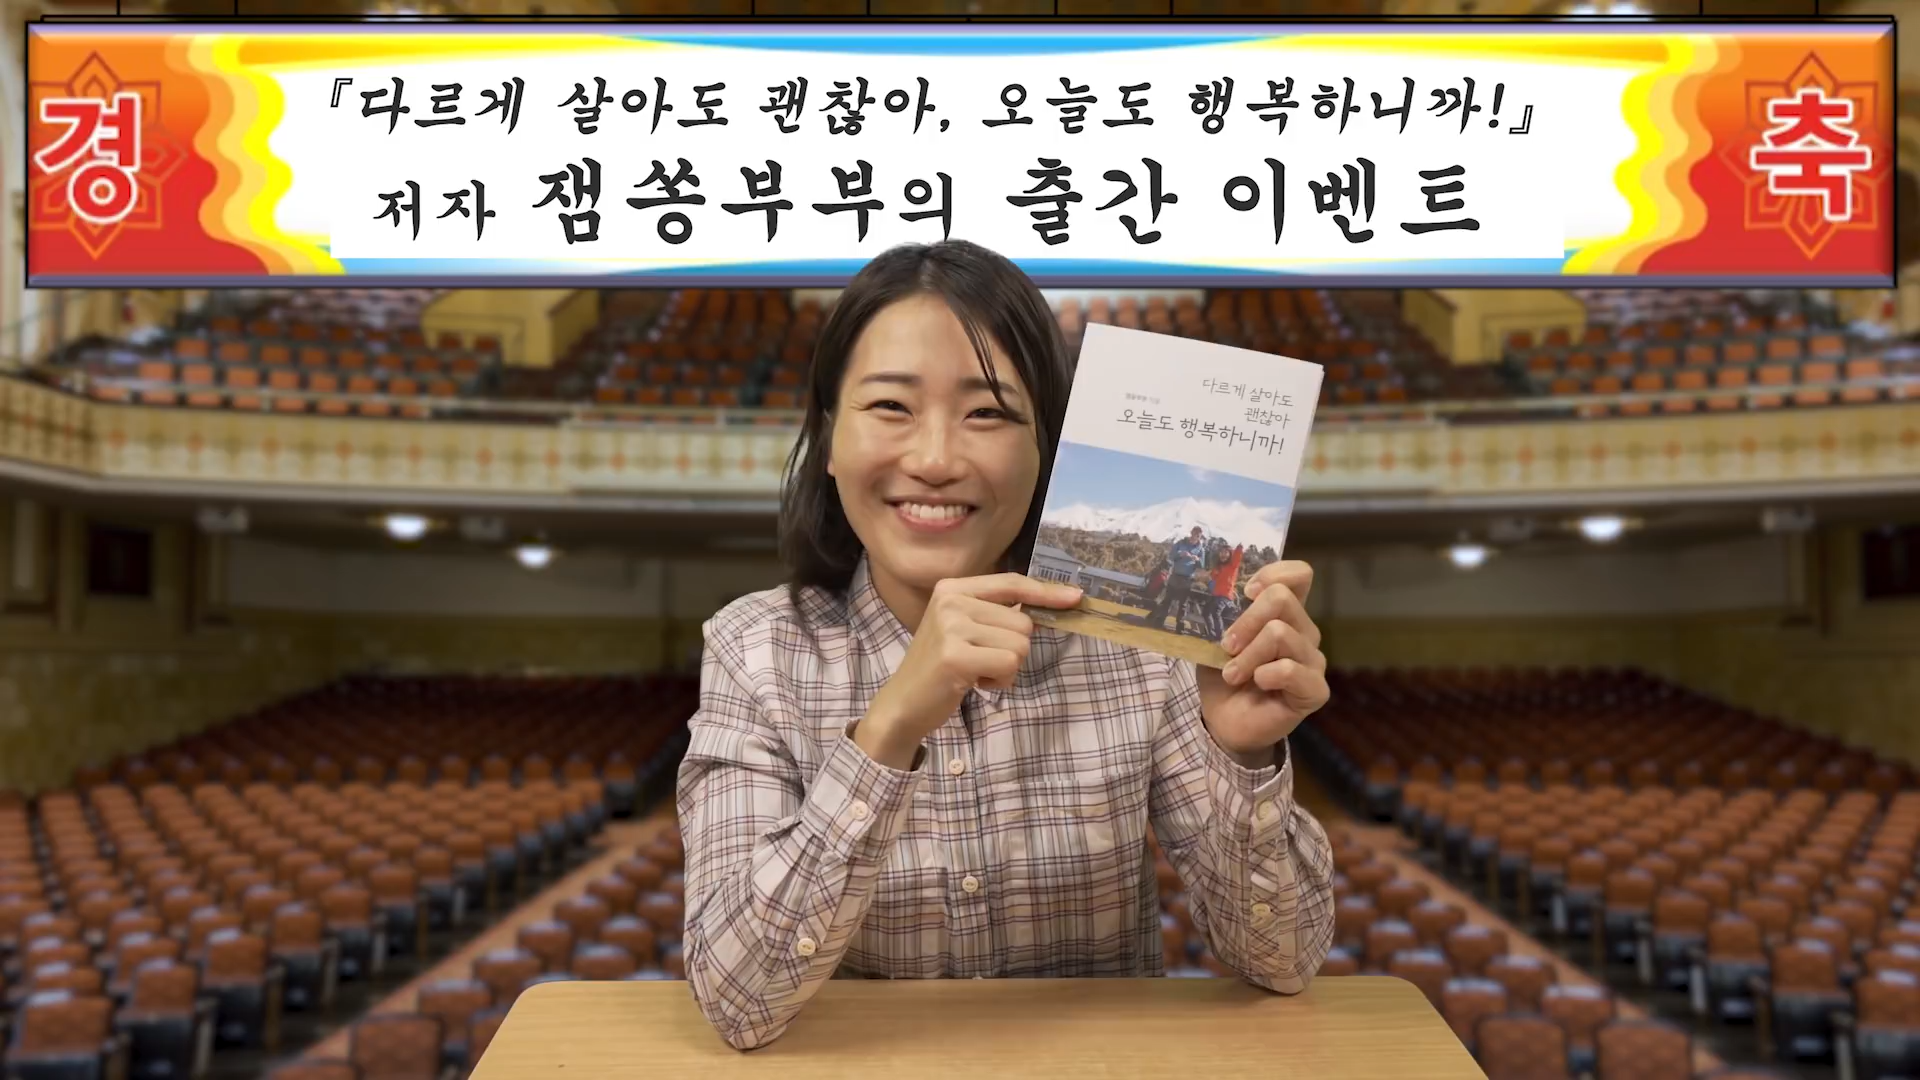 경
『다르게 살아도 괜찮아, 오늘도 행복하니까!』
저자 잼쏭부부의 출간 이벤트
축
다르게 살아도
괜찮아
오늘도 행복하니까!